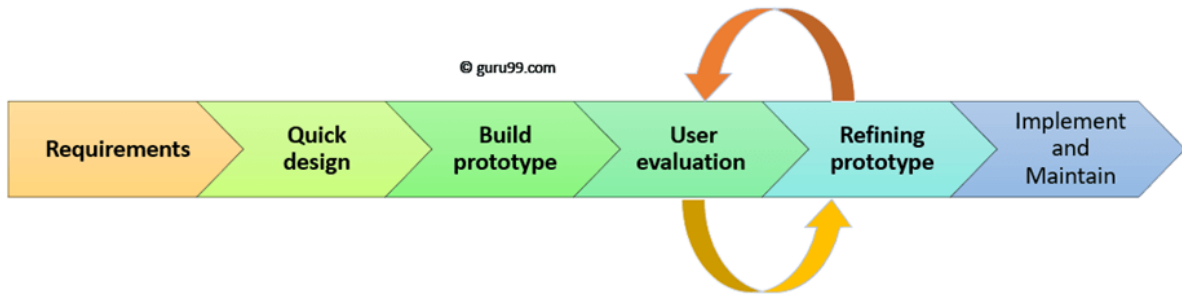 © guru99.com
Requirements
Quick
design
Build
prototype
User
evaluation
Refining
prototype
Implement
and
Maintain